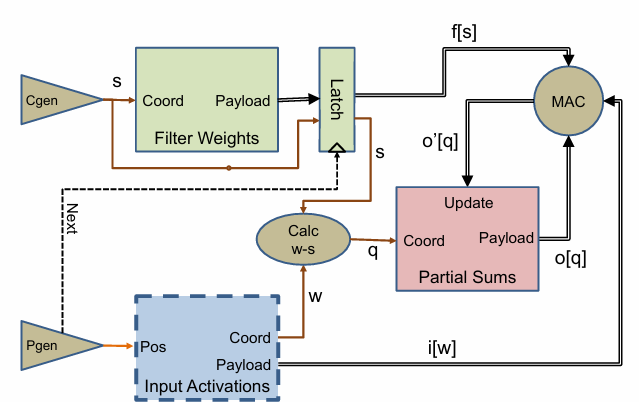 f[s]
s
Cgen
Coord
Payload
Filter Weights
Latch
MAC
o'[q]
s
Next
Calc
w-s
q
Update
Coord
Payload
Partial Sums
o[q]
w
Pgen
Pos
Coord
Payload
Input Activations
i[w]